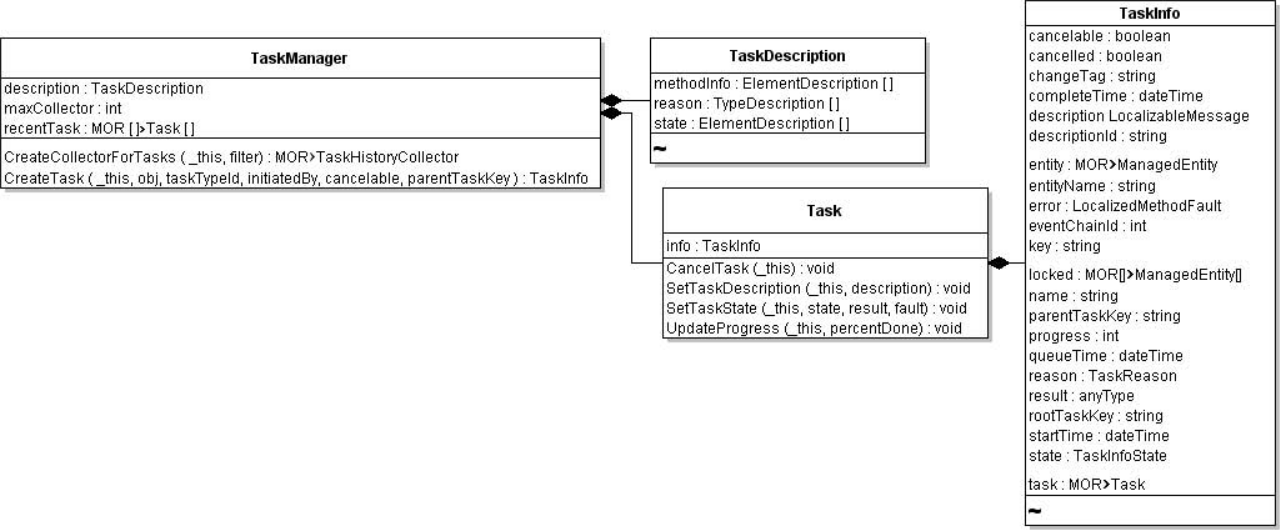 TaskManager
description : TaskDescription
maxCollector : int
recentTask : MOR []>Task []
CreateCollectorForTasks ( _this, filter) : MOR>TaskHistoryCollector
CreateTask ( _this, obj, taskTypeId, initiatedBy, cancelable, parentTaskKey ) : TaskInfo
TaskDescription
methodInfo : ElementDescription []
reason : TypeDescription []
state : ElementDescription []
~
Task
info : TaskInfo
CancelTask (_this) : void
SetTaskDescription (_this, description) : void
SetTaskState (_this, state, result, fault) : void
UpdateProgress (_this, percentDone) : void
TaskInfo
cancelable : boolean
cancelled : boolean
changeTag : string
completeTime : dateTime
description LocalizableMessage
descriptionId : string
entity : MOR>ManagedEntity
entityName : string
error : LocalizedMethodFault
eventChainId : int
key : string
locked : MOR[]>ManagedEntity[]
name : string
parentTaskKey : string
progress : int
queueTime : dateTime
reason : TaskReason
result : anyType
rootTaskKey : string
startTime : dateTime
state : TaskInfoState
task : MOR>Task
~